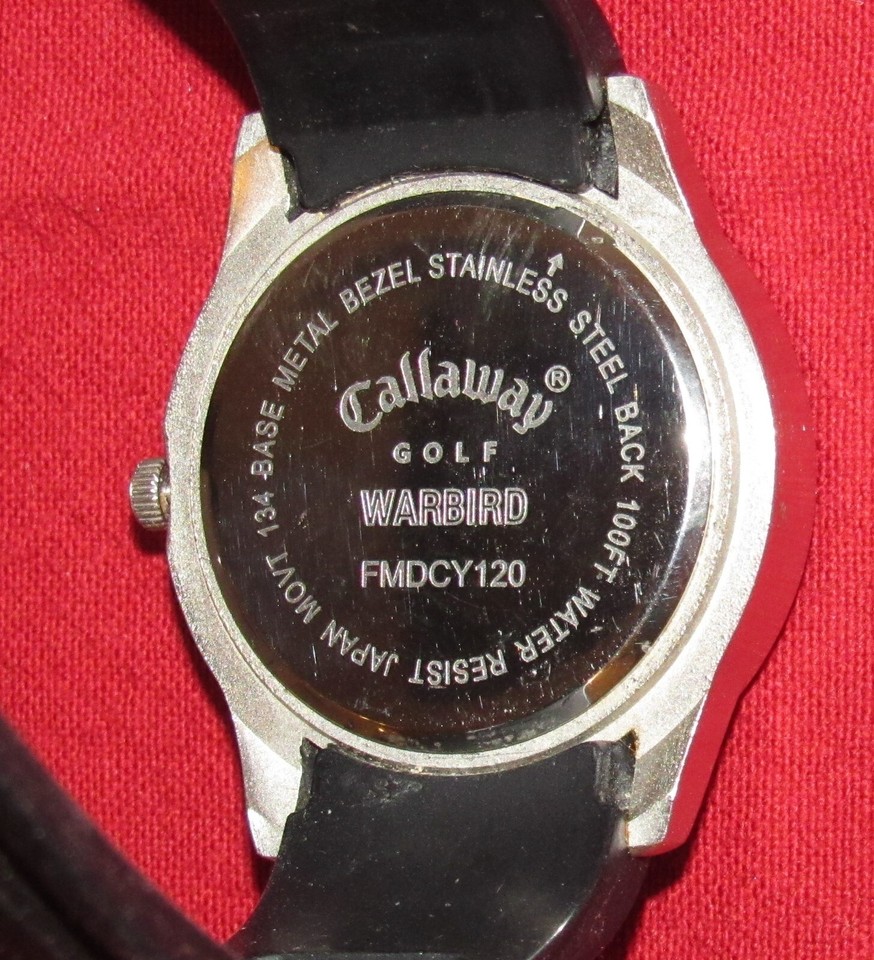 Callaway®
GOLF
WARBIRD
FMDCY120
BASE METAL BEZEL STAINLESS STEEL BACK 100FT WATER RESIST JAPAN MOVT 134